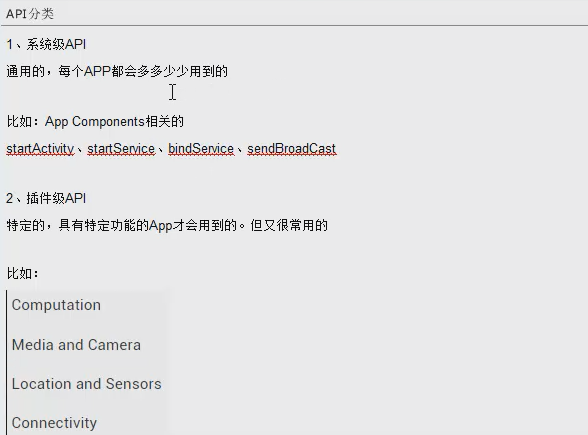 API分类
1、系统级API
通用的，每个APP都会多多少少用到的
比如：App Components相关的
startActivity、startService、bindService、sendBroadCast
2、插件级API
特定的，具有特定功能的App才会用到的。但又很常用的
比如：
Computation
Media and Camera
Location and Sensors
Connectivity